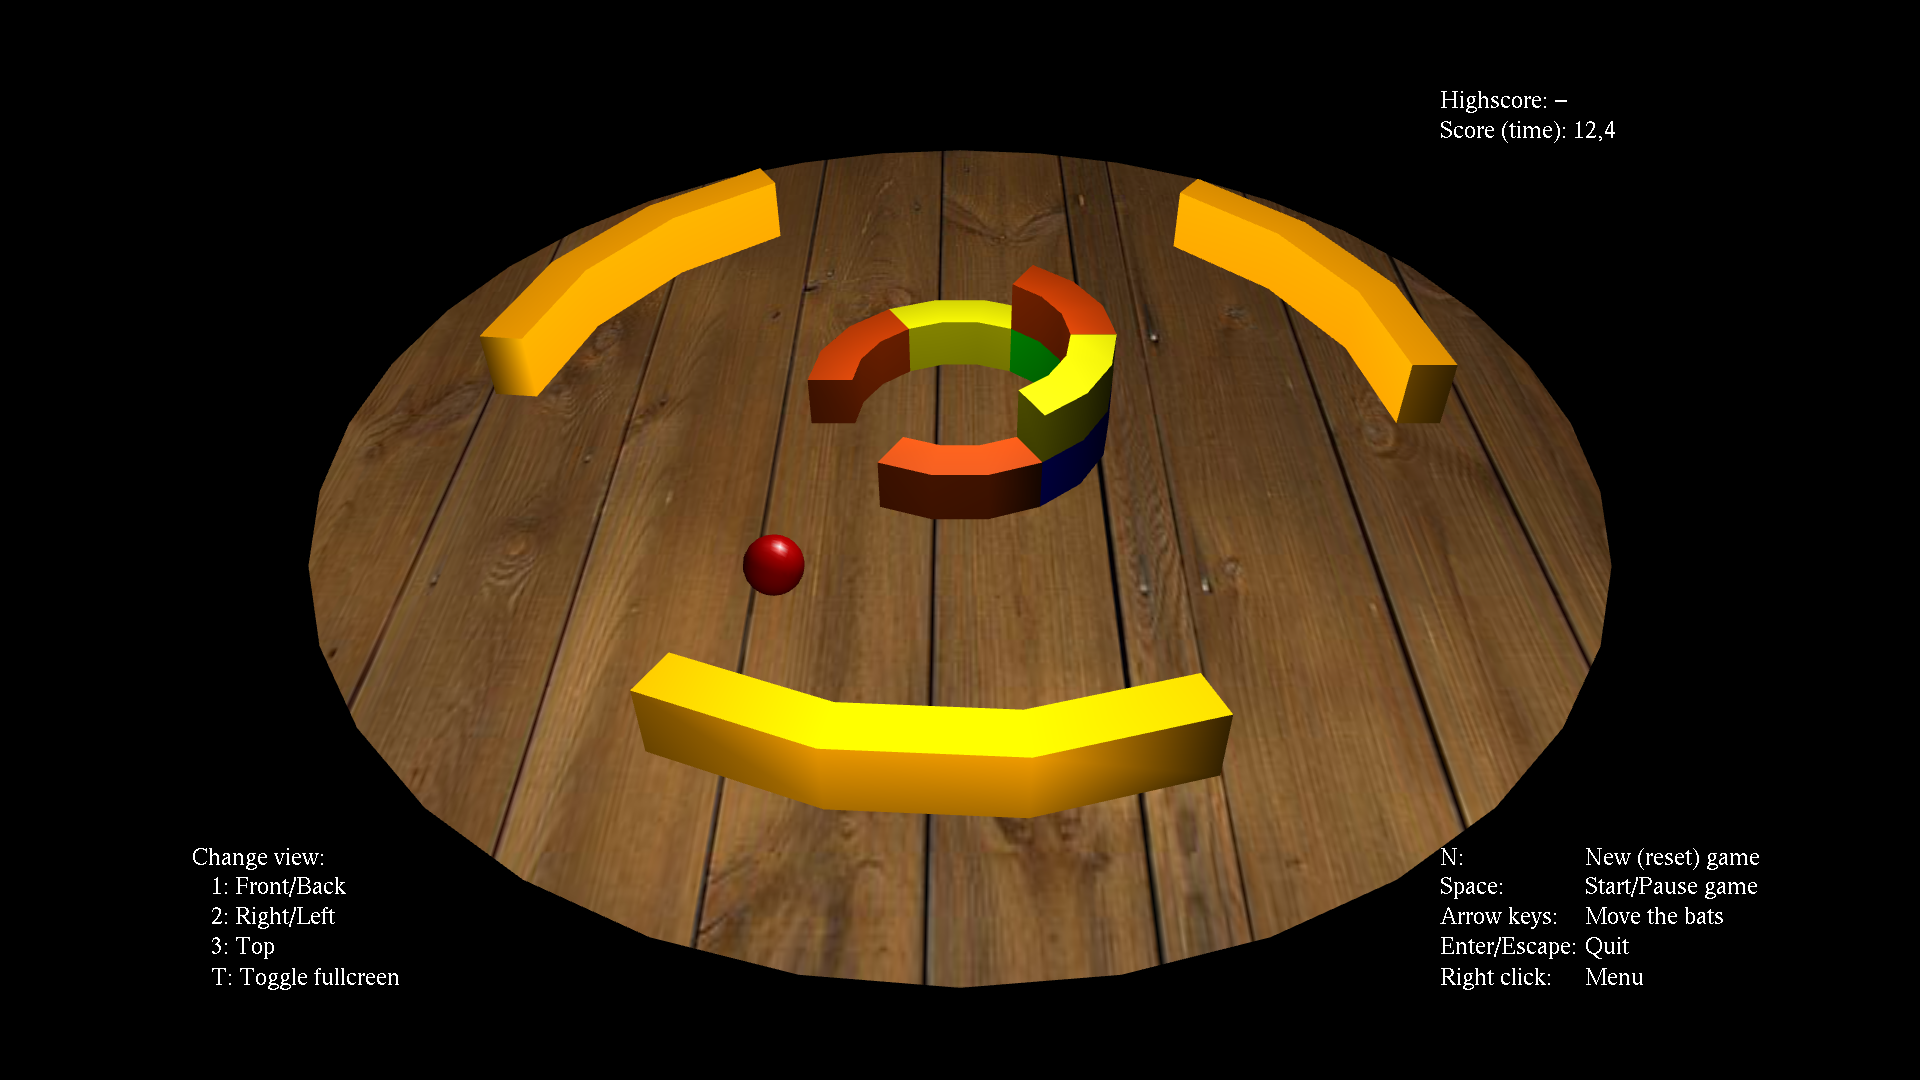 Highscore: –
Score (time): 12,4
Change view:
1: Front/Back
2: Right/Left
3: Top
T: Toggle fullcreen
N: New (reset) game
Space: Start/Pause game
Arrow keys: Move the bats
Enter/Escape: Quit
Right click: Menu